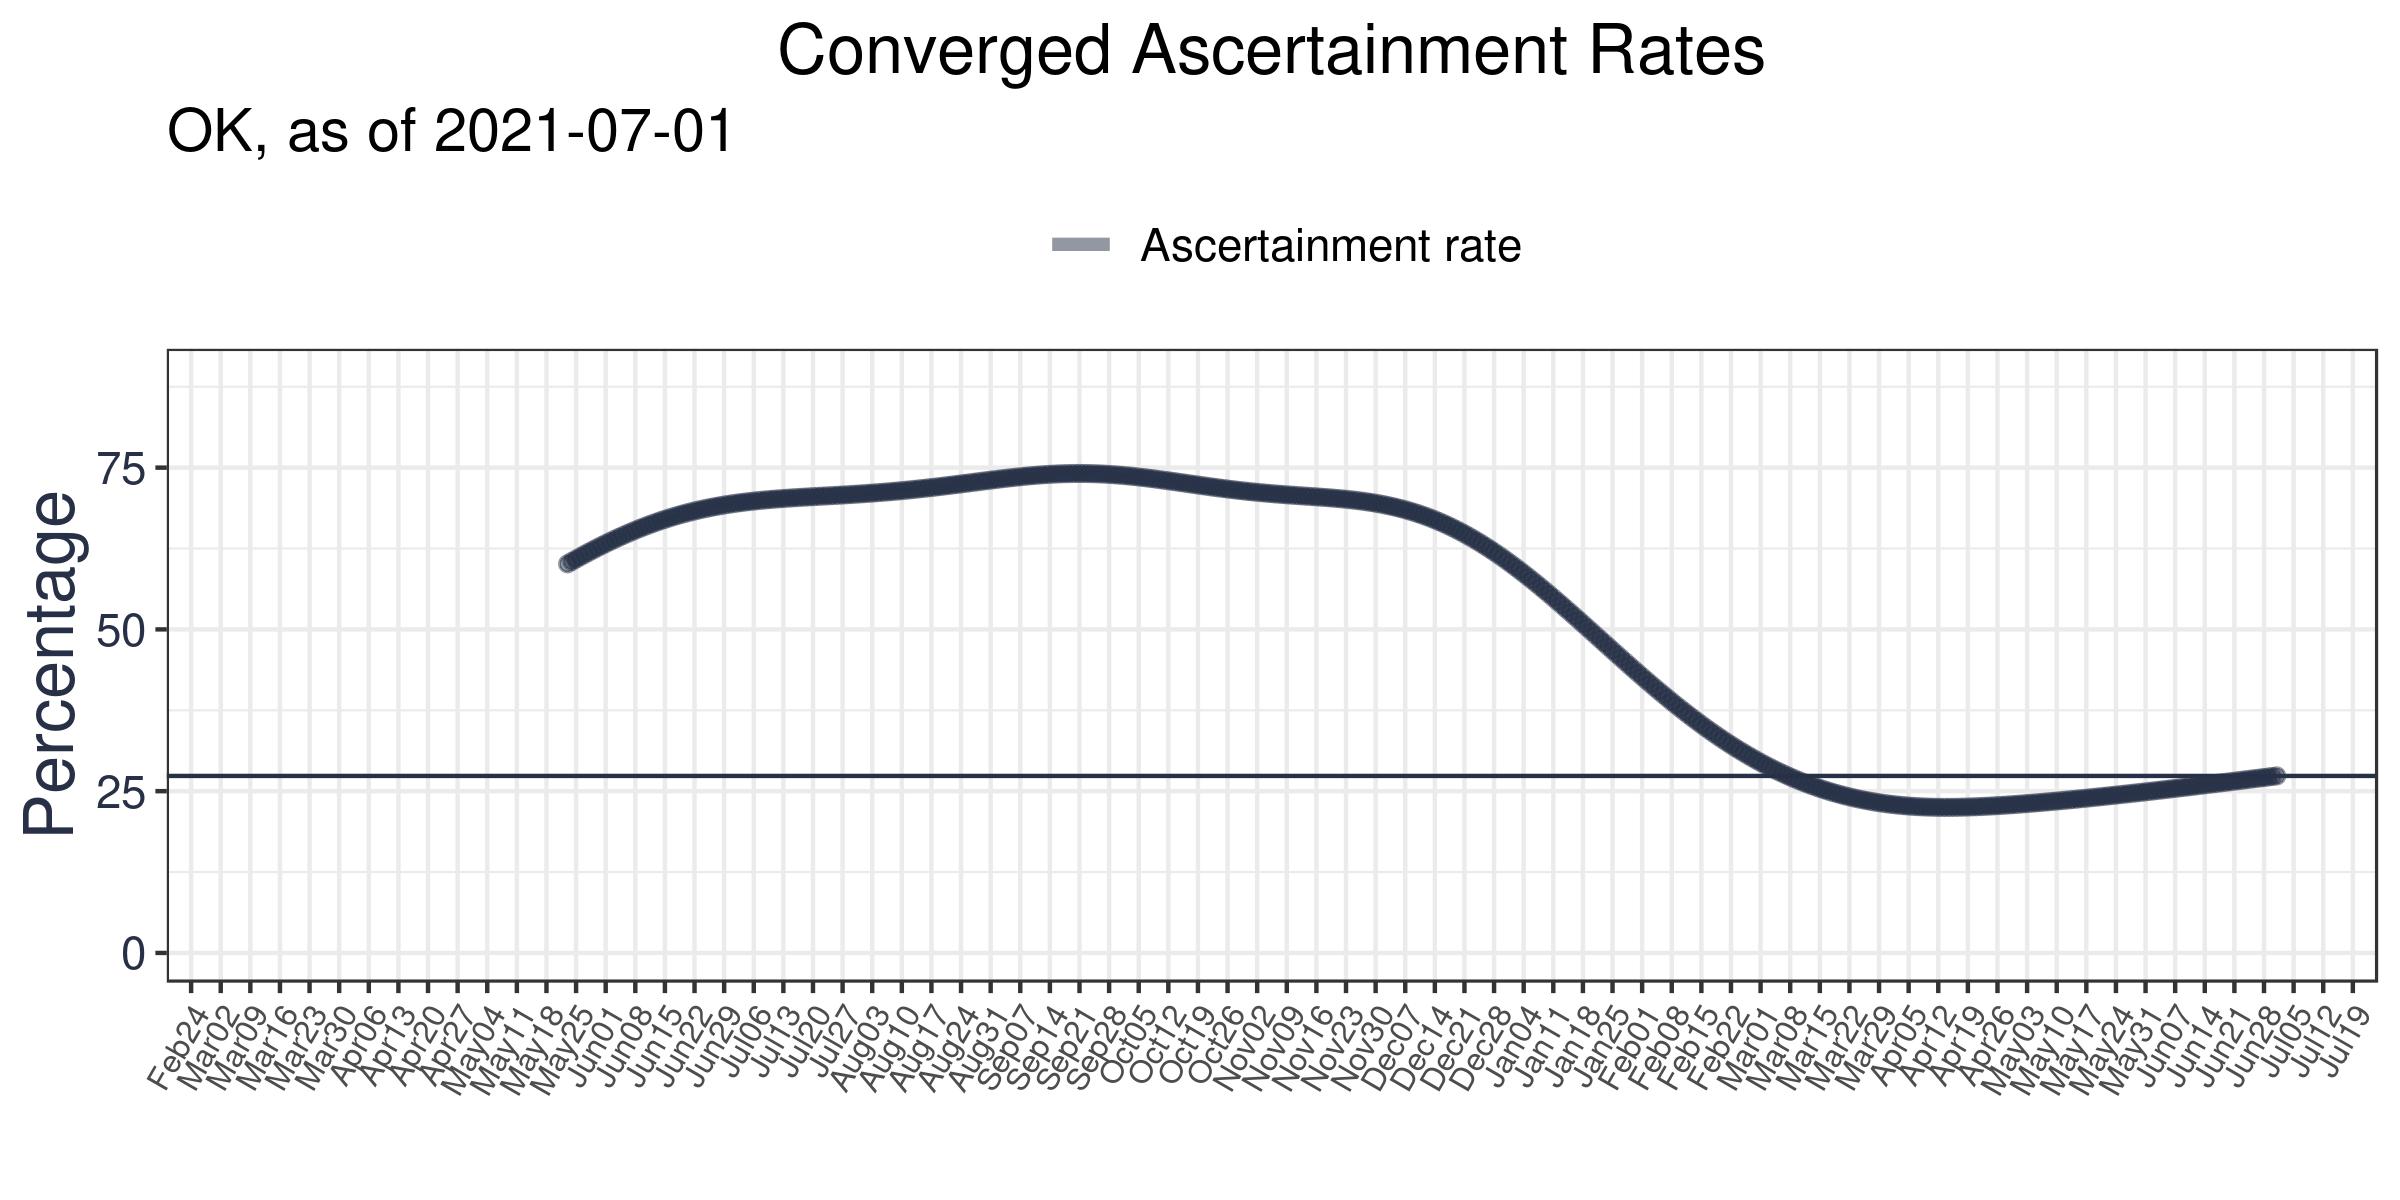 Converged Ascertainment Rates
OK, as of 2021-07-01
Ascertainment rate
Percentage
75
50
25
0
Feb24
Mar02
Mar09
Mar16
Mar23
Mar30
Apr06
Apr13
Apr20
Apr27
May04
May11
May18
May25
Jun01
Jun08
Jun15
Jun22
Jun29
Jul06
Jul13
Jul20
Jul27
Aug03
Aug10
Aug17
Aug24
Aug31
Sep07
Sep14
Sep21
Sep28
Oct05
Oct12
Oct19
Oct26
Nov02
Nov09
Nov16
Nov23
Nov30
Dec07
Dec14
Dec21
Dec28
Jan04
Jan11
Jan18
Jan25
Feb01
Feb08
Feb15
Feb22
Mar01
Mar08
Mar15
Mar22
Mar29
Apr05
Apr12
Apr19
Apr26
May03
May10
May17
May24
May31
Jun07
Jun14
Jun21
Jun28
Jul05
Jul12
Jul19